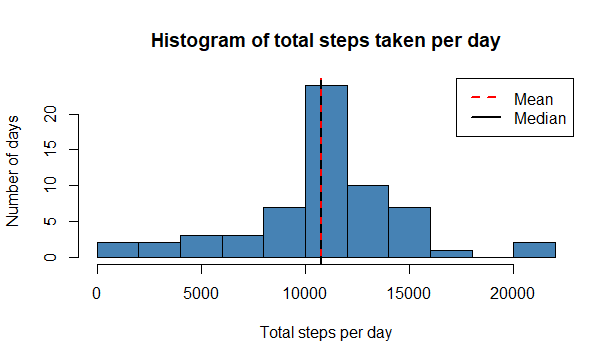 Histogram of total steps taken per day
Mean
Median
Number of days
20
15
10
5
0
0 5000 10000 15000 20000
Total steps per day